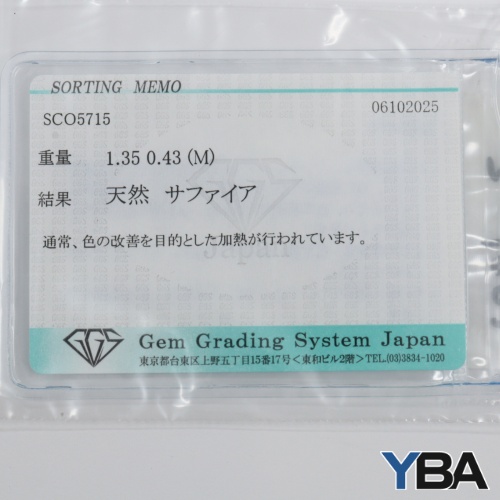 SORTING MEMO
SCO5715 06102025
重量 1.35 0.43 (M)
結果 天然 サファイア
通常、色の改善を目的とした加熱が行われています。
Japan
GGS Gem Grading System Japan
東京都台東区上野五丁目15番17号＜東和ビル2階＞TEL.(03)3834-1020
YBA